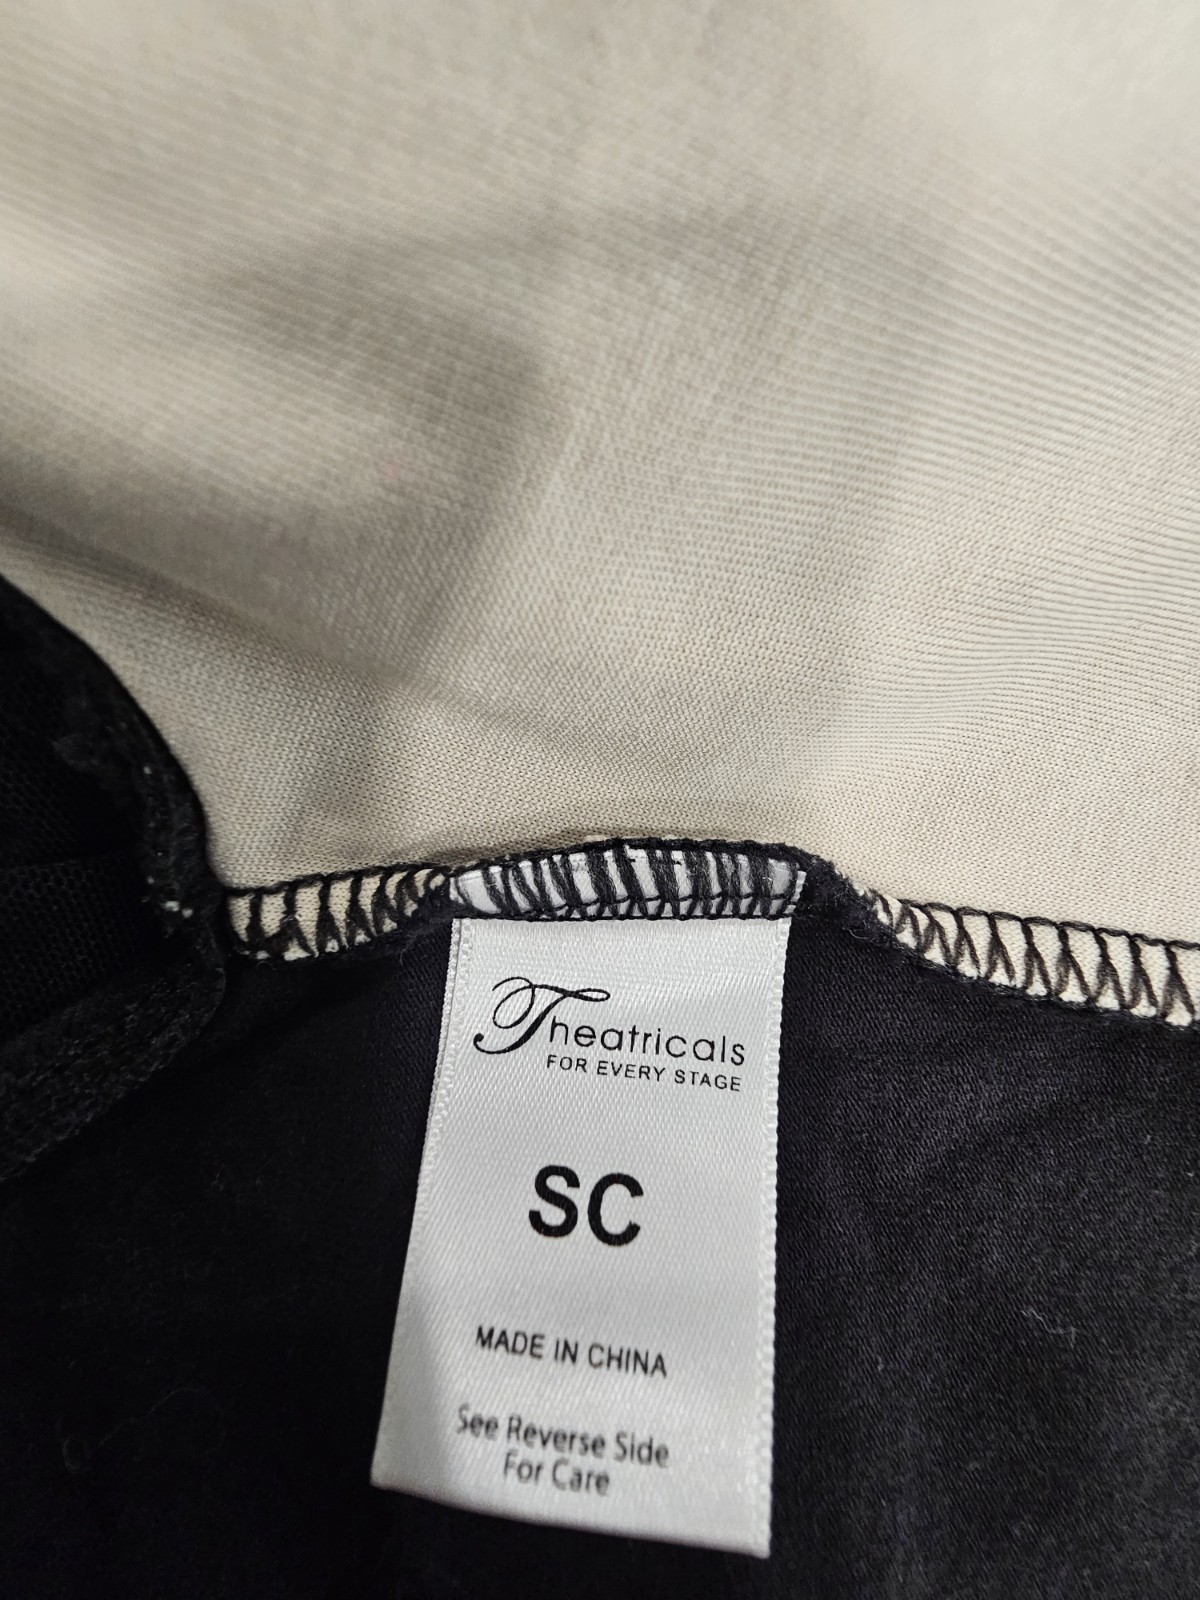 Theatricals
FOR EVERY STAGE
SC
MADE IN CHINA
See Reverse Side
For Care